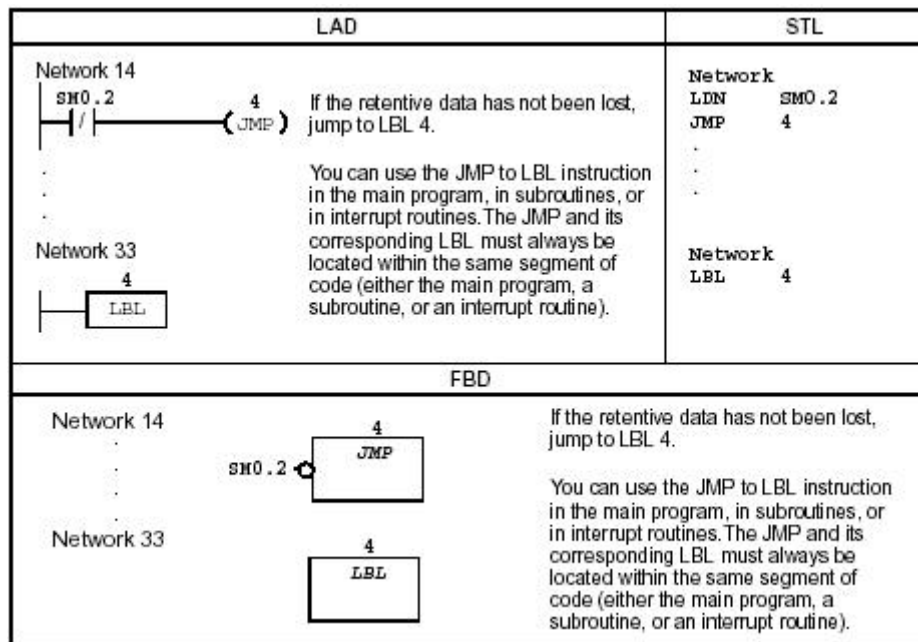 LAD
STL
Network 14
SM0.2
4
/
JMP
If the retentive data has not been lost,
jump to LBL 4.
You can use the JMP to LBL instruction
in the main program, in subroutines, or
in interrupt routines.The JMP and its
corresponding LBL must always be
located within the same segment of
code (either the main program, a
subroutine, or an interrupt routine).
Network 33
4
LBL
Network
LDN SM0.2
JMP 4
.
.
.
Network
LBL 4
FBD
Network 14
4
JMP
SM0.2
Network 33
4
LBL
If the retentive data has not been lost,
jump to LBL 4.
You can use the JMP to LBL instruction
in the main program, in subroutines, or
in interrupt routines.The JMP and its
corresponding LBL must always be
located within the same segment of
code (either the main program, a
subroutine, or an interrupt routine).